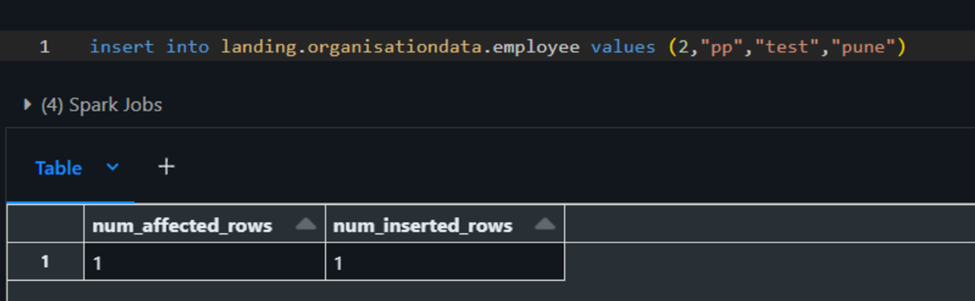 1 insert into landing.organisationdata.employee values (2,"pp","test","pune")
(4) Spark Jobs
Table +
num_affected_rows num_inserted_rows
1 1 1